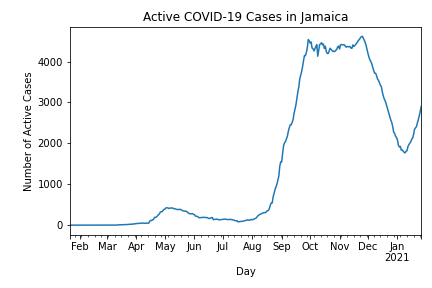 Active COVID-19 Cases in Jamaica
Number of Active Cases
4000
3000
2000
1000
0
Feb Mar Apr May Jun Jul Aug Sep Oct Nov Dec Jan
2021
Day